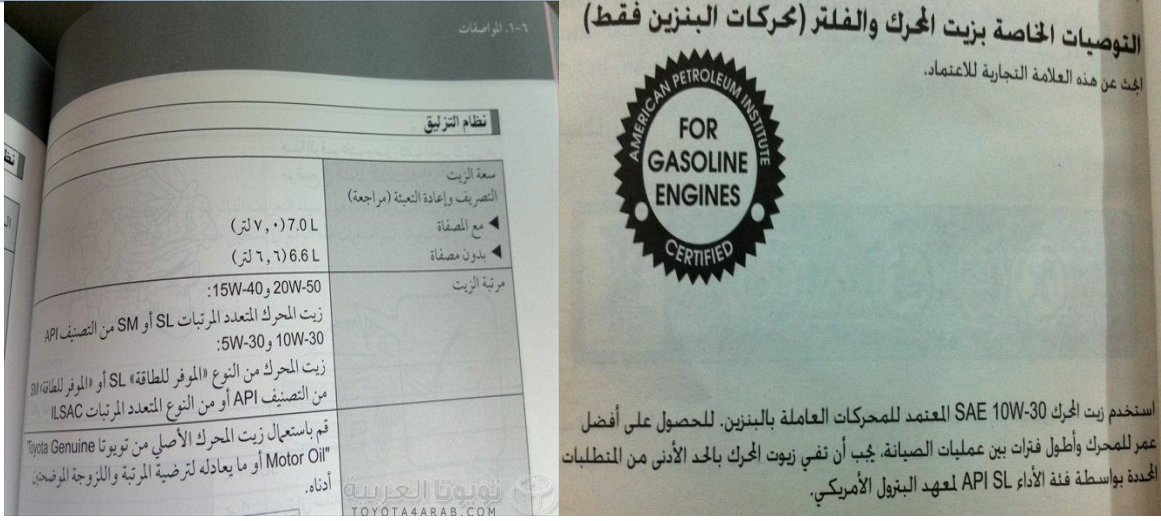 ٦-١. المواصفات
نظام التزليق
سعة الزيت
التصريف وإعادة التعبئة (مراجعة)
◀ مع المصفاة
7.0 L (٧,٠ لتر)
◀ بدون مصفاة
6.6 L (٦,٦ لتر)
مرتبة الزيت
20W-50 و 15W-40:
زيت المحرك المتعدد المرتبات SL أو SM من التصنيف API
10W-30 و 5W-30:
زيت المحرك من النوع «الموفر للطاقة» SL أو «الموفر للطاقة» SM
من التصنيف API أو من النوع المتعدد المرتبات ILSAC
قم باستعمال زيت المحرك الأصلي من تويوتا "Toyota Genuine
Motor Oil" أو ما يعادله لترضية المرتبة واللزوجة الموضحتين
أدناه.
تويوتا العربية
TOYOTA4ARAB.COM
التوصيات الخاصة بزيت المحرك والفلتر (محركات البنزين فقط)
ابحث عن هذه العلامة التجارية للاعتماد.
AMERICAN PETROLEUM INSTITUTE
FOR
GASOLINE
ENGINES
CERTIFIED
استخدم زيت المحرك SAE 10W-30 المعتمد للمحركات العاملة بالبنزين. للحصول على أفضل
عمر للمحرك وأطول فترات بين عمليات الصيانة. يجب أن تفي زيوت المحرك بالحد الأدنى من المتطلبات
المحددة بواسطة فئة الأداء API SL لمعهد البترول الأمريكي.